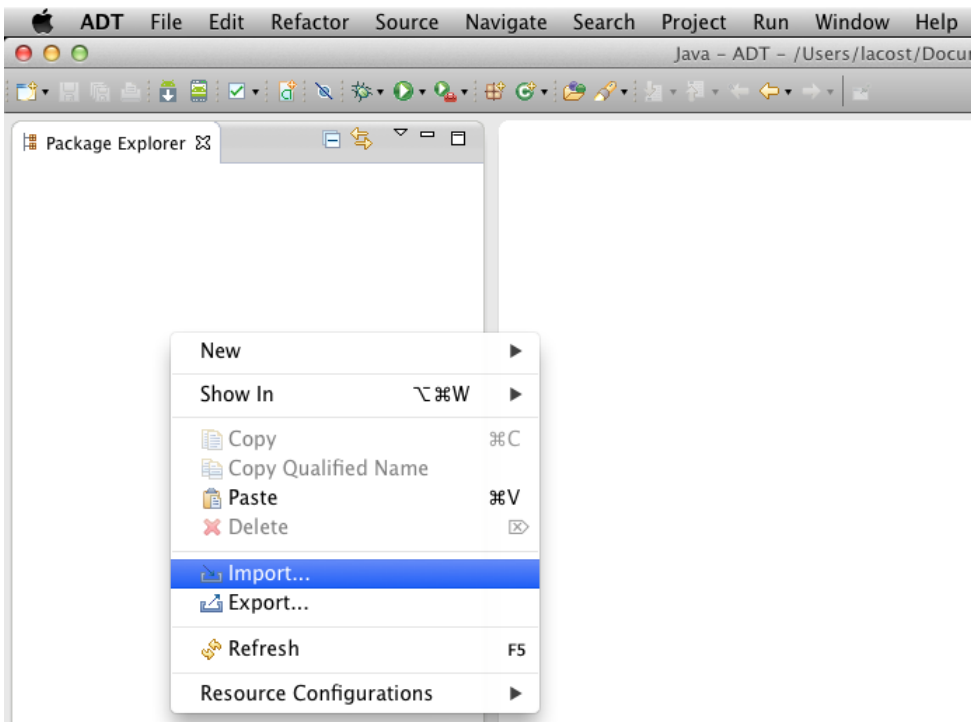 ADT File Edit Refactor Source Navigate Search Project Run Window Help
Java – ADT – /Users/lacost/Docu
Package Explorer
New
Show In ⌥⌘W
Copy ⌘C
Copy Qualified Name
Paste ⌘V
Delete ⌦
Import...
Export...
Refresh F5
Resource Configurations